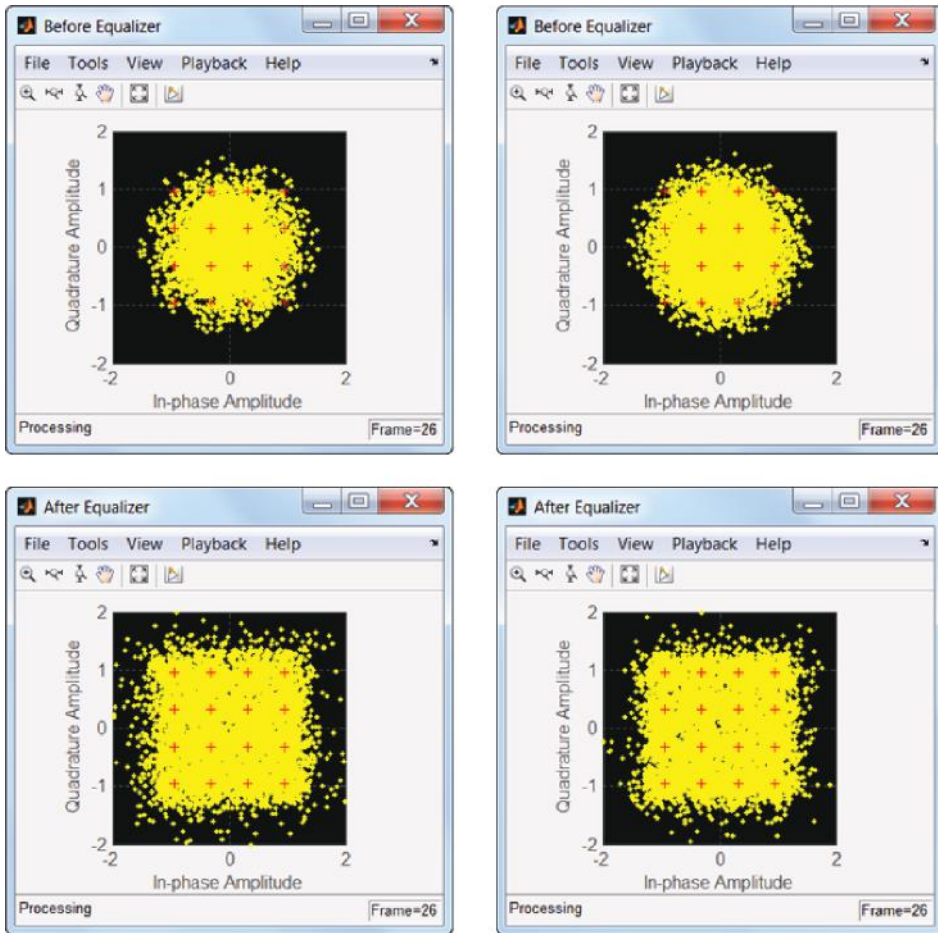 Before Equalizer
File Tools View Playback Help
2
1
0
-1
-2
Quadrature Amplitude
-2 0 2
In-phase Amplitude
Processing Frame=26
Before Equalizer
File Tools View Playback Help
2
1
0
-1
-2
Quadrature Amplitude
-2 0 2
In-phase Amplitude
Processing Frame=26
After Equalizer
File Tools View Playback Help
2
1
0
-1
-2
Quadrature Amplitude
-2 0 2
In-phase Amplitude
Processing Frame=26
After Equalizer
File Tools View Playback Help
2
1
0
-1
-2
Quadrature Amplitude
-2 0 2
In-phase Amplitude
Processing Frame=26